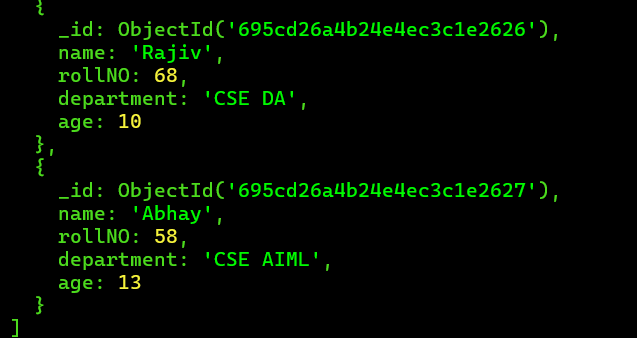 {
_id: ObjectId('695cd26a4b24e4ec3c1e2626'),
name: 'Rajiv',
rollNO: 68,
department: 'CSE DA',
age: 10
},
{
_id: ObjectId('695cd26a4b24e4ec3c1e2627'),
name: 'Abhay',
rollNO: 58,
department: 'CSE AIML',
age: 13
}
]